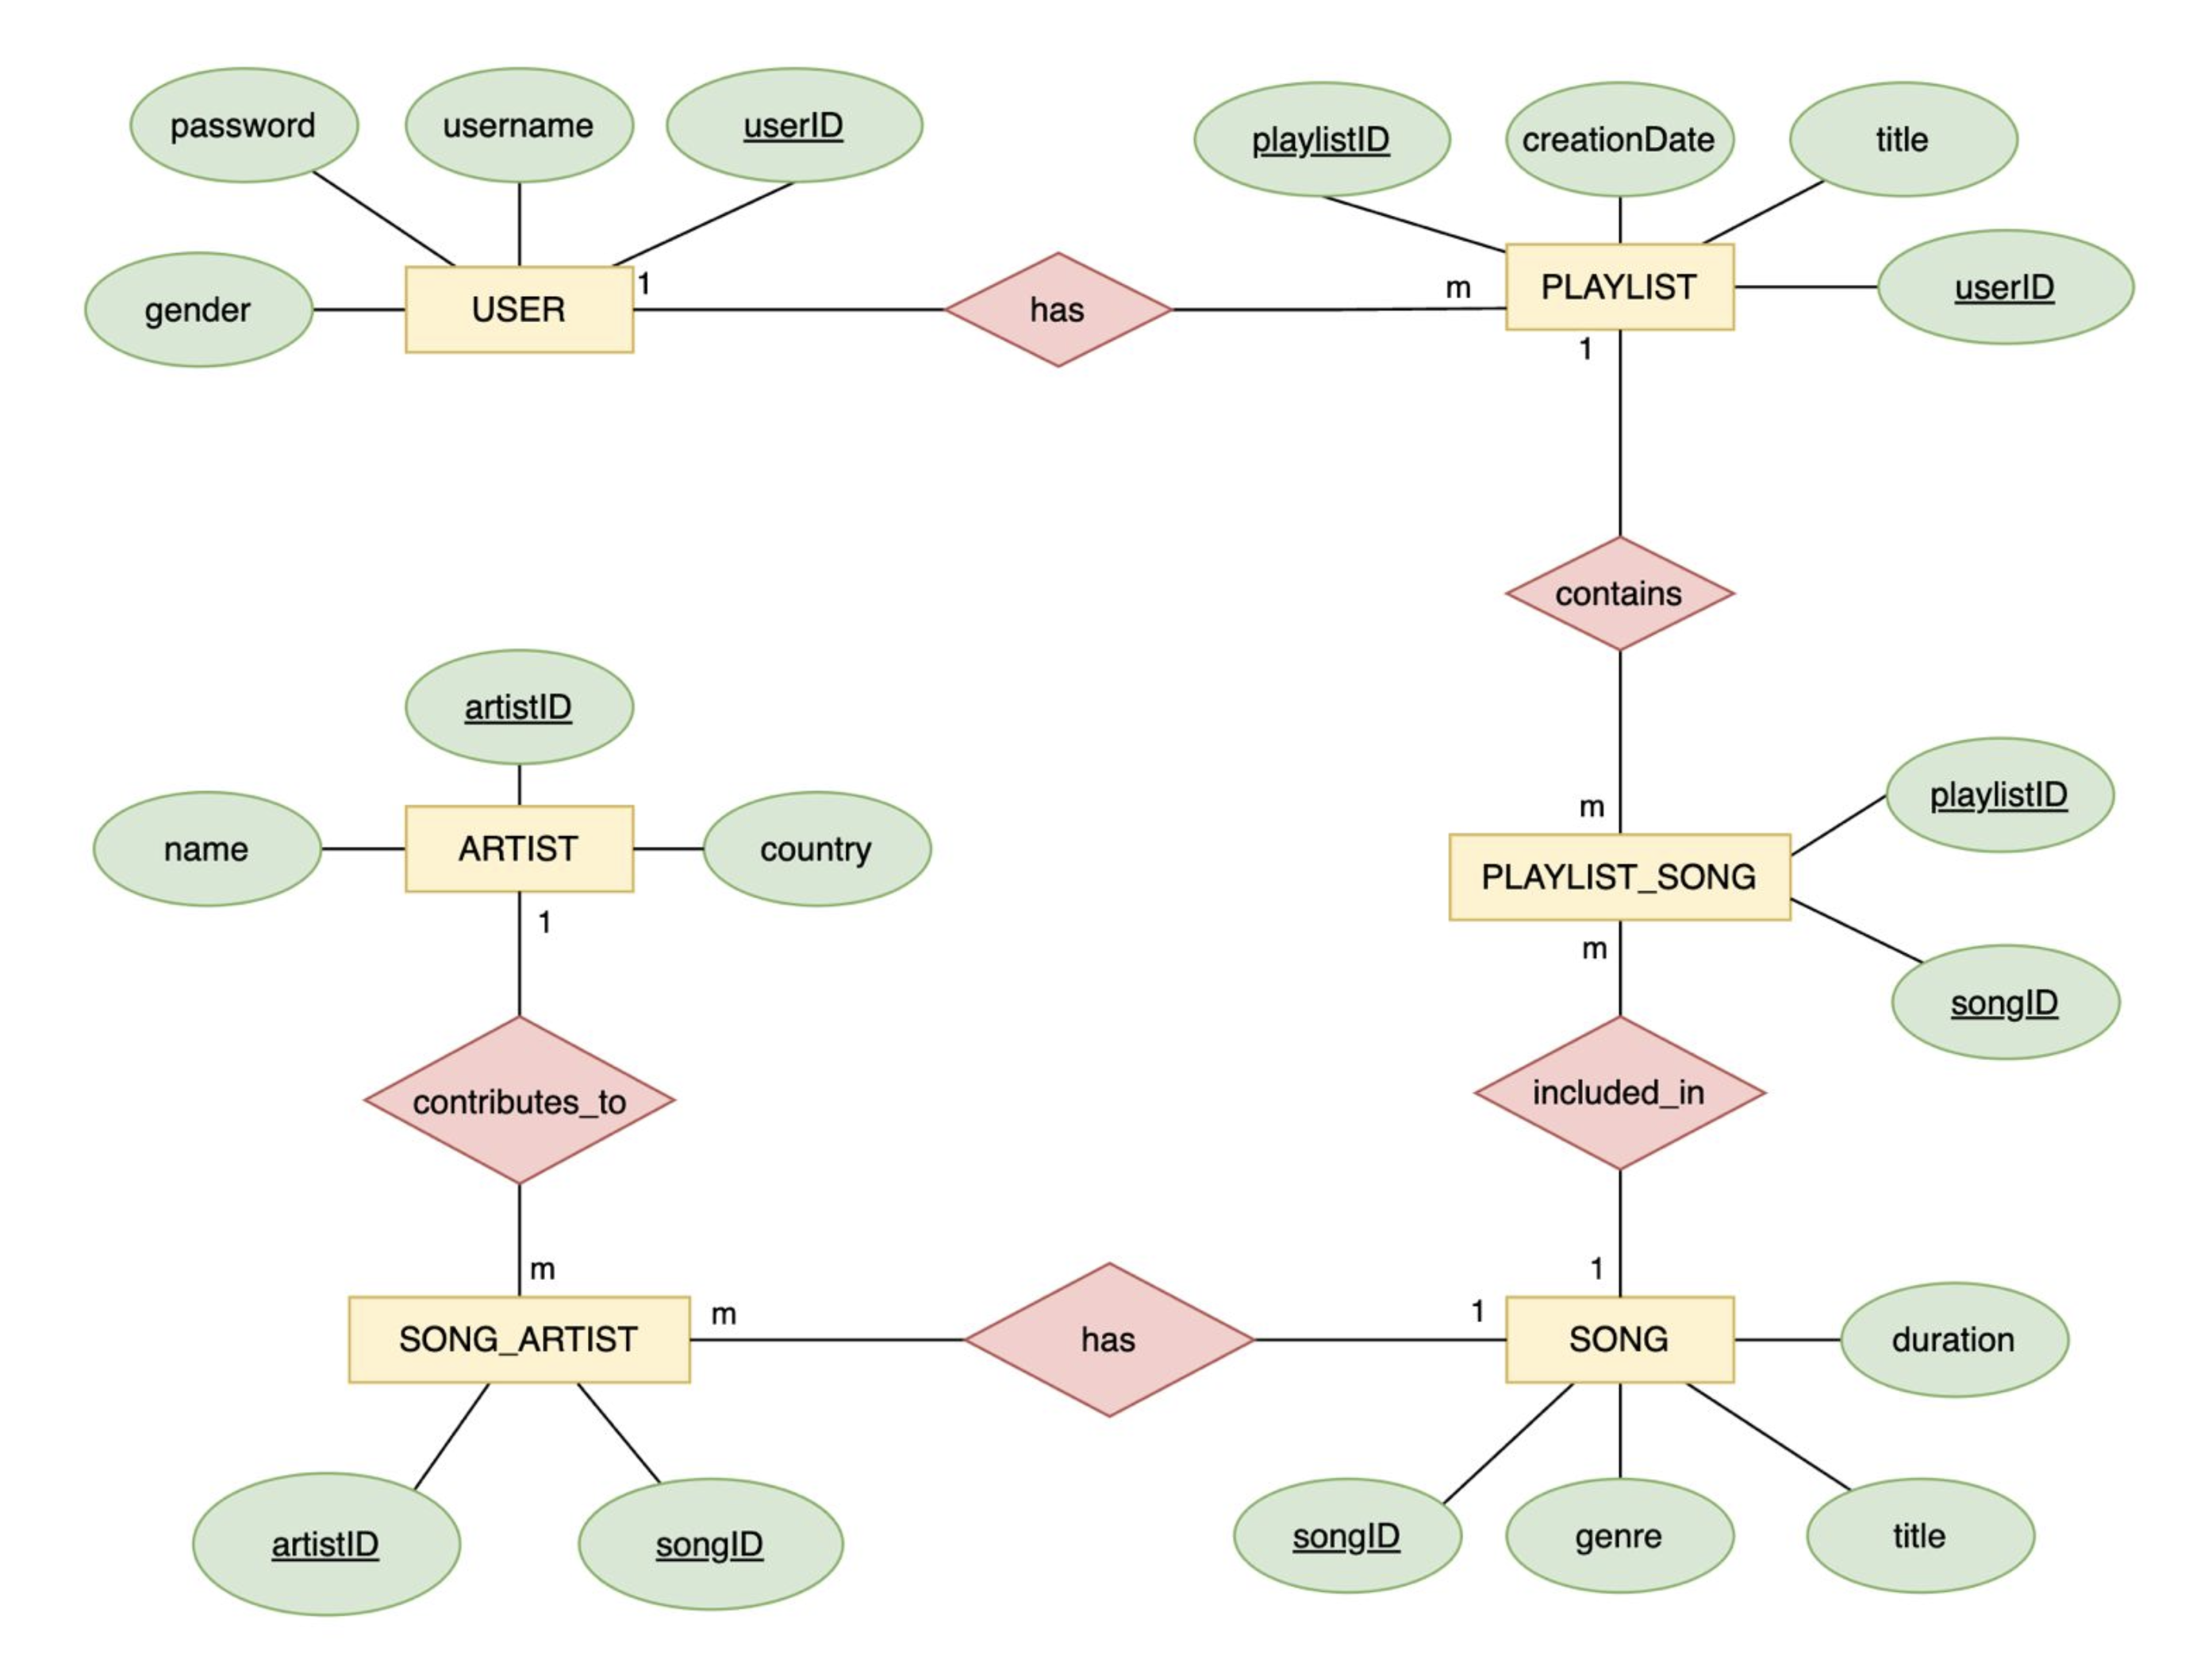 password
username
userID
playlistID
creationDate
title
gender
USER
1
has
m
PLAYLIST
userID
1
contains
artistID
m
playlistID
name
ARTIST
country
PLAYLIST_SONG
1
m
songID
contributes_to
included_in
m
1
SONG_ARTIST
m
has
1
SONG
duration
artistID
songID
songID
genre
title